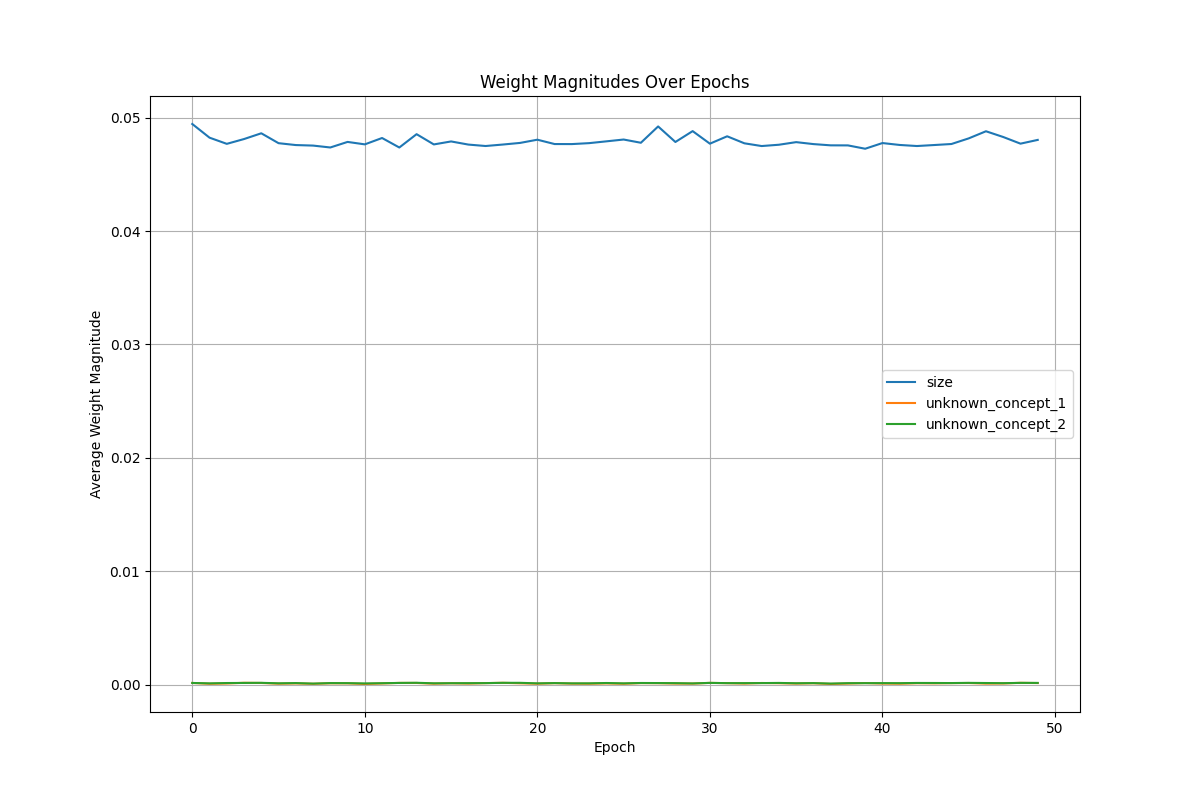 Weight Magnitudes Over Epochs
Average Weight Magnitude
0.05
0.04
0.03
0.02
0.01
0.00
size
unknown_concept_1
unknown_concept_2
0 10 20 30 40 50
Epoch